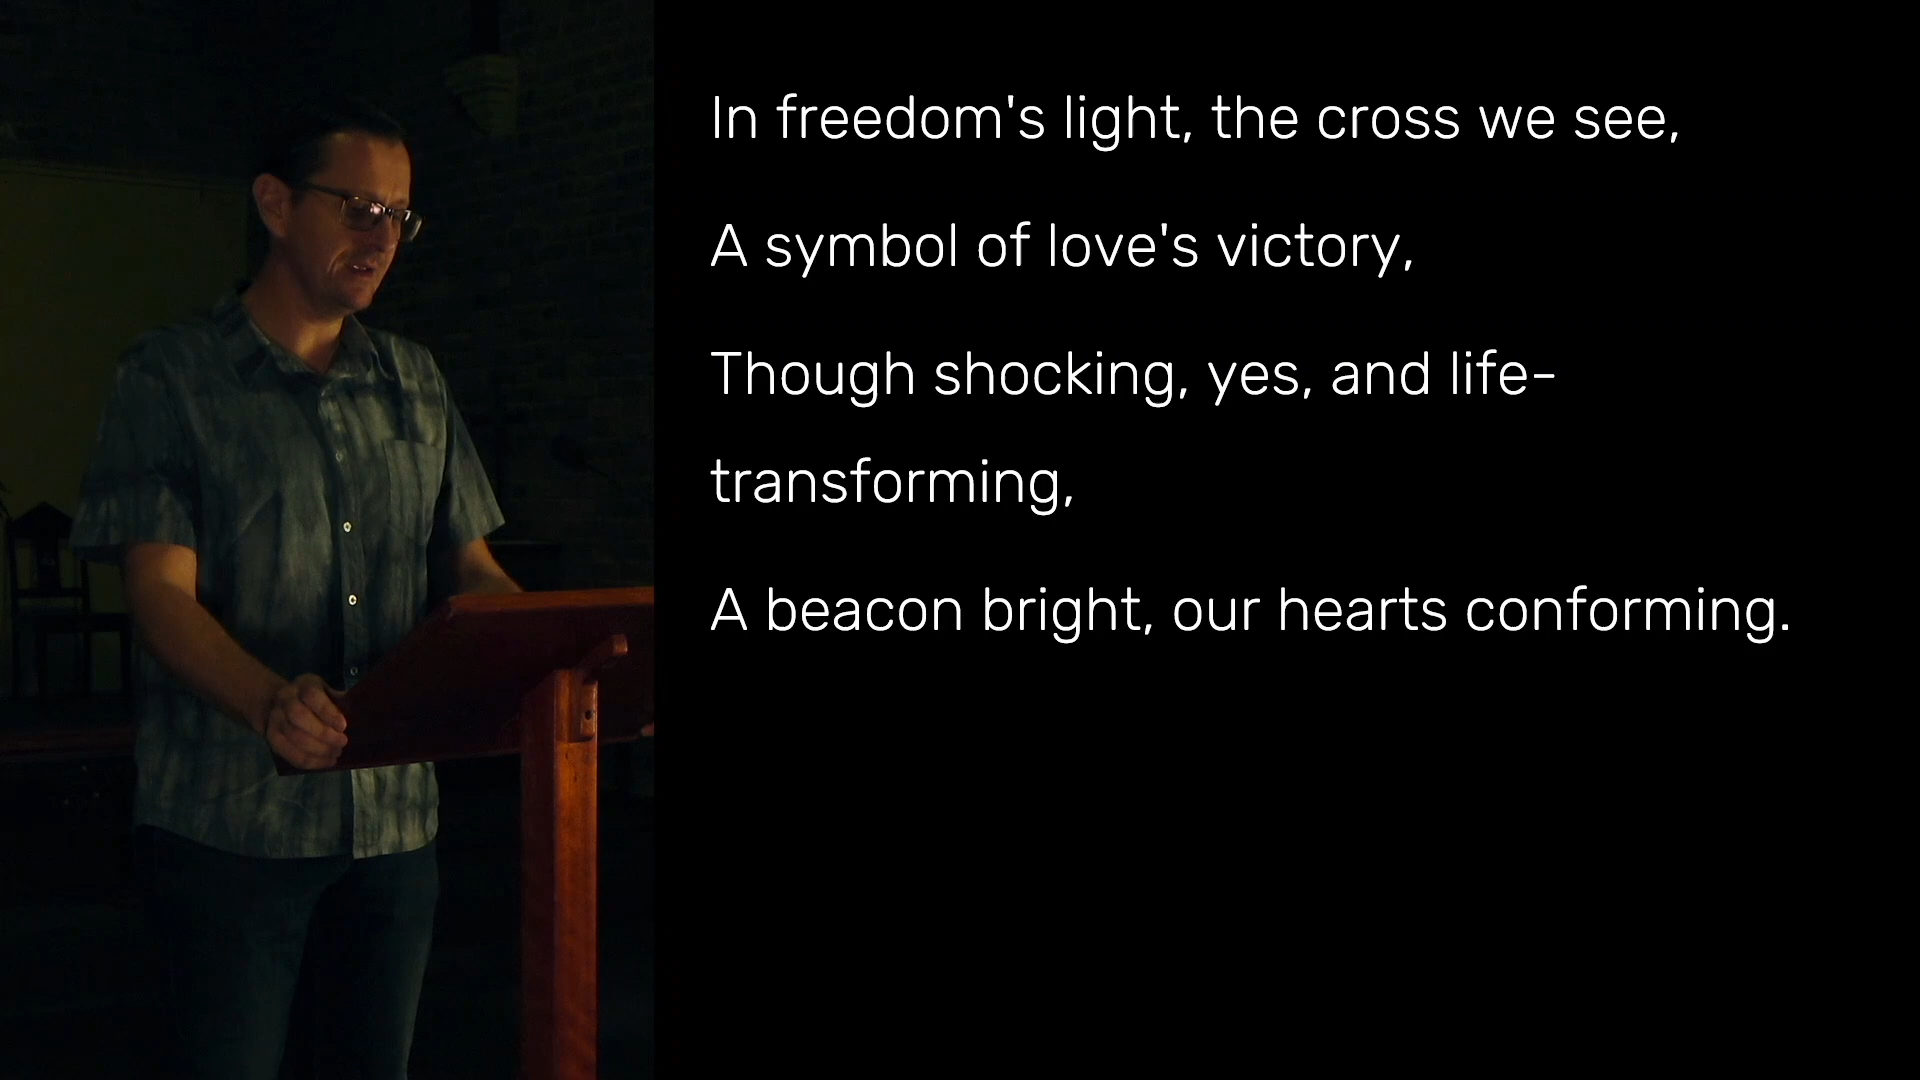 In freedom's light, the cross we see,
A symbol of love's victory,
Though shocking, yes, and life-
transforming,
A beacon bright, our hearts conforming.